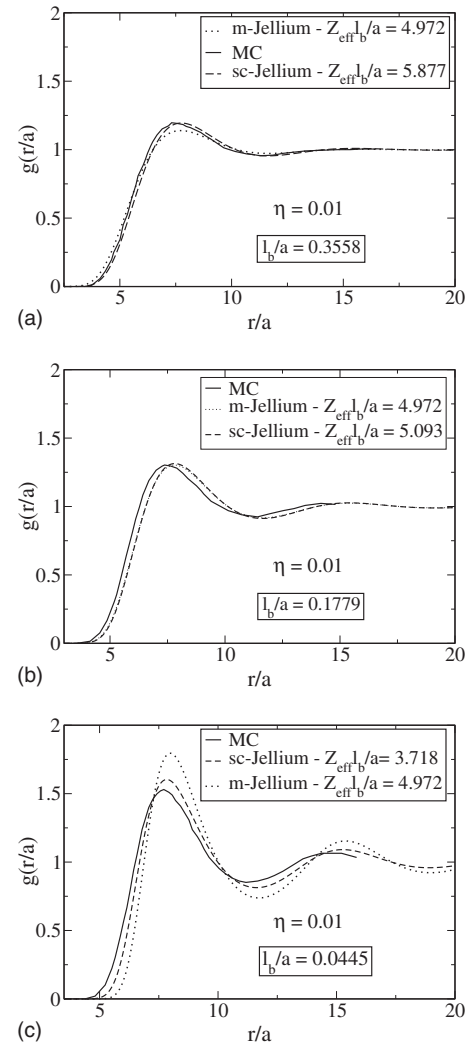 m-Jellium - Z_eff l_b/a = 4.972
MC
sc-Jellium - Z_eff l_b/a = 5.877
2
1.5
1
0.5
0
g(r/a)
η = 0.01
l_b/a = 0.3558
5 10 15 20
r/a
(a)
MC
m-Jellium - Z_eff l_b/a = 4.972
sc-Jellium - Z_eff l_b/a = 5.093
2
1.5
1
0.5
0
g(r/a)
η = 0.01
l_b/a = 0.1779
5 10 15 20
r/a
(b)
MC
sc-Jellium - Z_eff l_b/a= 3.718
m-Jellium - Z_eff l_b/a = 4.972
2
1.5
1
0.5
0
g(r/a)
η = 0.01
l_b/a = 0.0445
5 10 15 20
r/a
(c)